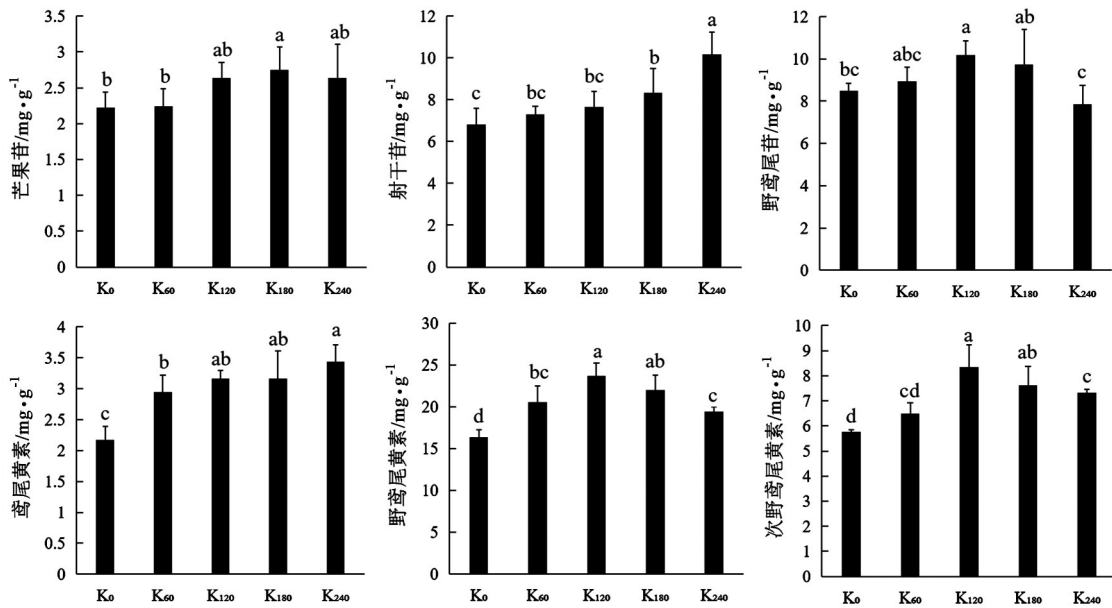 芒果苷/mg·g⁻¹
3.5
3
2.5
2
1.5
1
0.5
0
b
b
ab
a
ab
K₀
K₆₀
K₁₂₀
K₁₈₀
K₂₄₀
射干苷/mg·g⁻¹
12
10
8
6
4
2
0
c
bc
bc
b
a
K₀
K₆₀
K₁₂₀
K₁₈₀
K₂₄₀
野鸢尾苷/mg·g⁻¹
12
10
8
6
4
2
0
bc
abc
a
ab
c
K₀
K₆₀
K₁₂₀
K₁₈₀
K₂₄₀
鸢尾黄素/mg·g⁻¹
4
3.5
3
2.5
2
1.5
1
0.5
0
c
b
ab
ab
a
K₀
K₆₀
K₁₂₀
K₁₈₀
K₂₄₀
野鸢尾黄素/mg·g⁻¹
30
25
20
15
10
5
0
d
bc
a
ab
c
K₀
K₆₀
K₁₂₀
K₁₈₀
K₂₄₀
次野鸢尾黄素/mg·g⁻¹
10
9
8
7
6
5
4
3
2
1
0
d
cd
a
ab
c
K₀
K₆₀
K₁₂₀
K₁₈₀
K₂₄₀